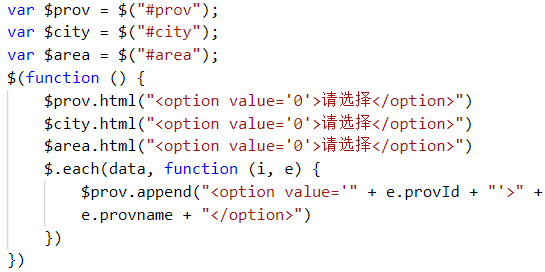 var $prov = $("#prov");
var $city = $("#city");
var $area = $("#area");
$(function () {
    $prov.html("<option value='0'>请选择</option>")
    $city.html("<option value='0'>请选择</option>")
    $area.html("<option value='0'>请选择</option>")
    $.each(data, function (i, e) {
        $prov.append("<option value='" + e.provId + "'>" +
        e.provname + "</option>")
    })
})